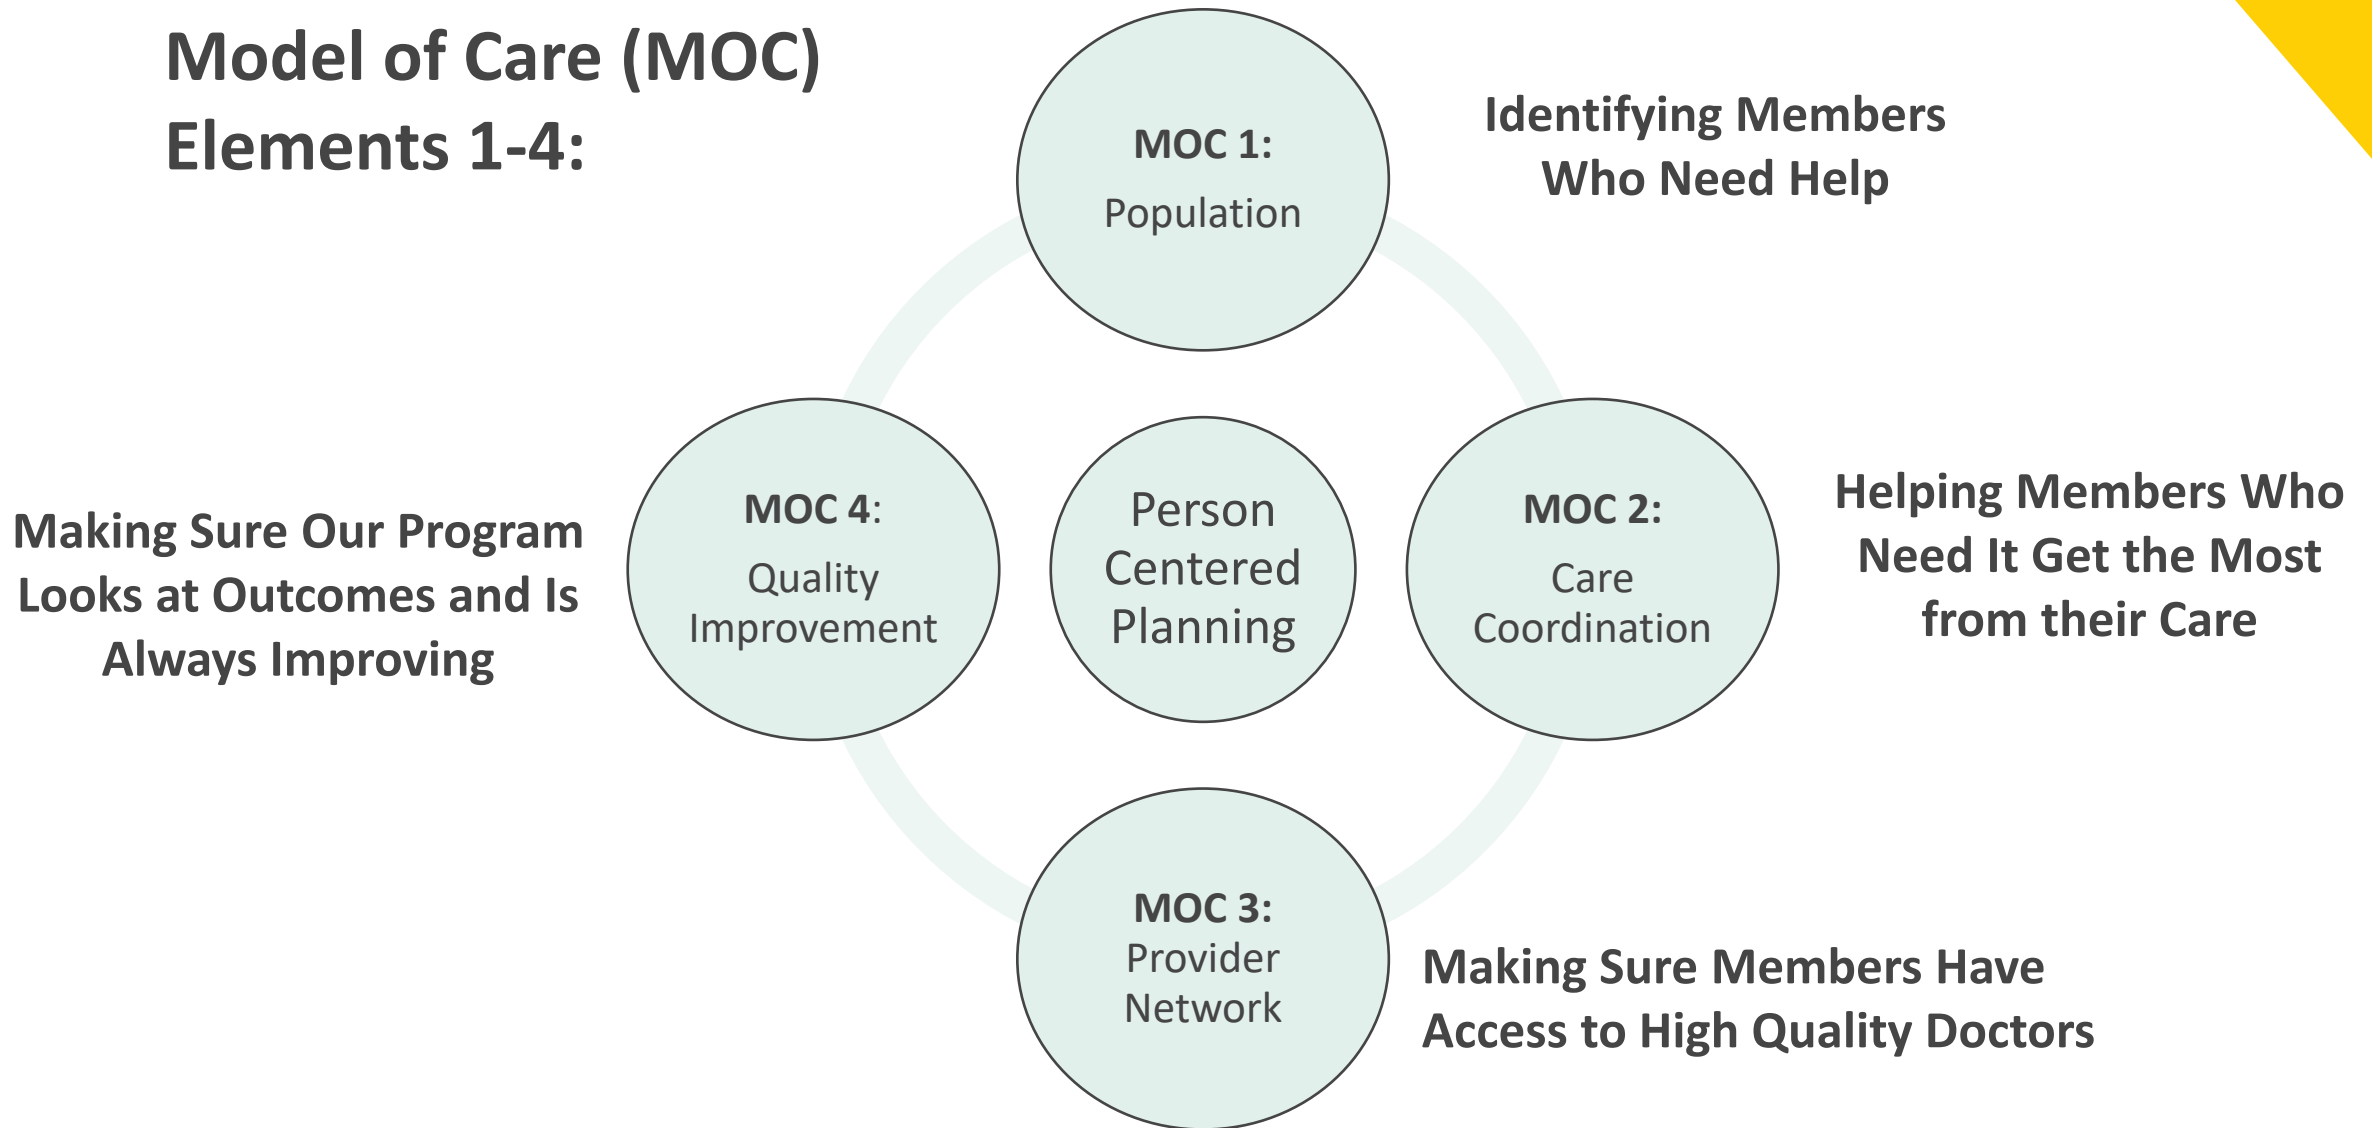 Model of Care (MOC)
Elements 1-4:
MOC 1:
Population
Identifying Members
Who Need Help
MOC 2:
Care
Coordination
Helping Members Who
Need It Get the Most
from their Care
MOC 3:
Provider
Network
Making Sure Members Have
Access to High Quality Doctors
MOC 4:
Quality
Improvement
Making Sure Our Program
Looks at Outcomes and Is
Always Improving
Person
Centered
Planning